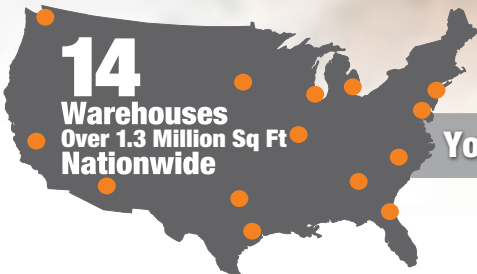 14
Warehouses
Over 1.3 Million Sq Ft
Nationwide
Yo